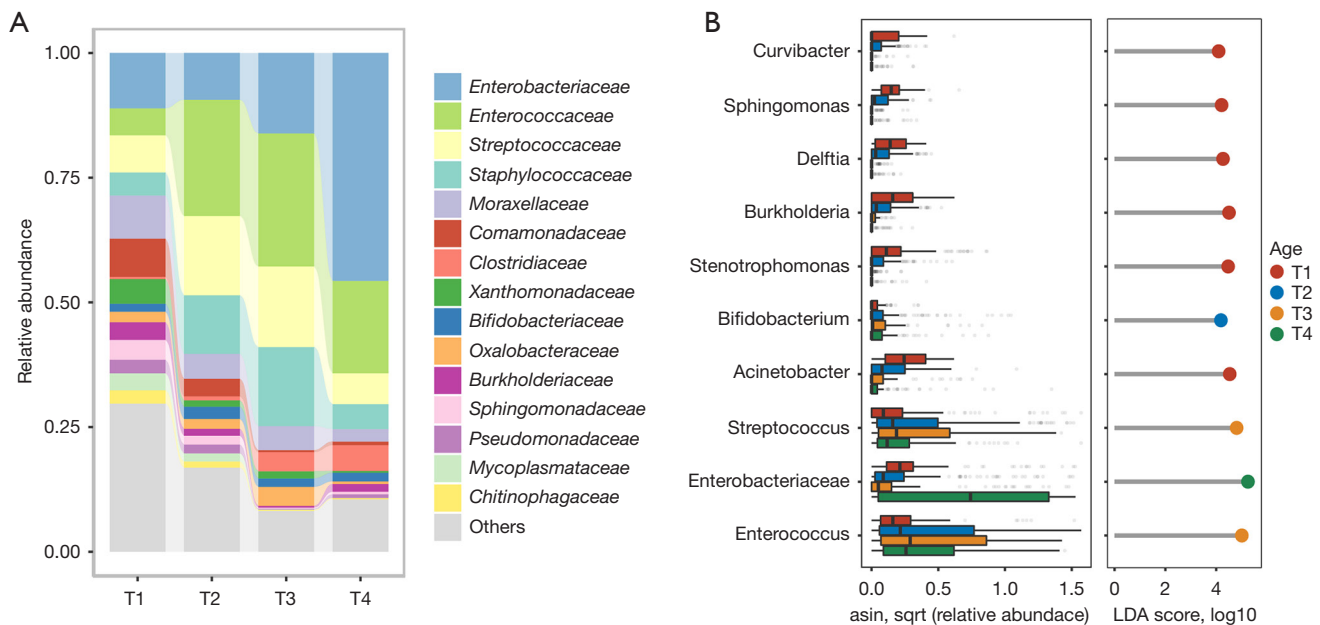 A
1.00
0.75
0.50
0.25
0.00
Relative abundance
T1
T2
T3
T4
Enterobacteriaceae
Enterococcaceae
Streptococcaceae
Staphylococcaceae
Moraxellaceae
Comamonadaceae
Clostridiaceae
Xanthomonadaceae
Bifidobacteriaceae
Oxalobacteraceae
Burkholderiaceae
Sphingomonadaceae
Pseudomonadaceae
Mycoplasmataceae
Chitinophagaceae
Others
B
Curvibacter
Sphingomonas
Delftia
Burkholderia
Stenotrophomonas
Bifidobacterium
Acinetobacter
Streptococcus
Enterobacteriaceae
Enterococcus
0.0
0.5
1.0
1.5
asin, sqrt (relative abundace)
0
2
4
LDA score, log10
Age
T1
T2
T3
T4